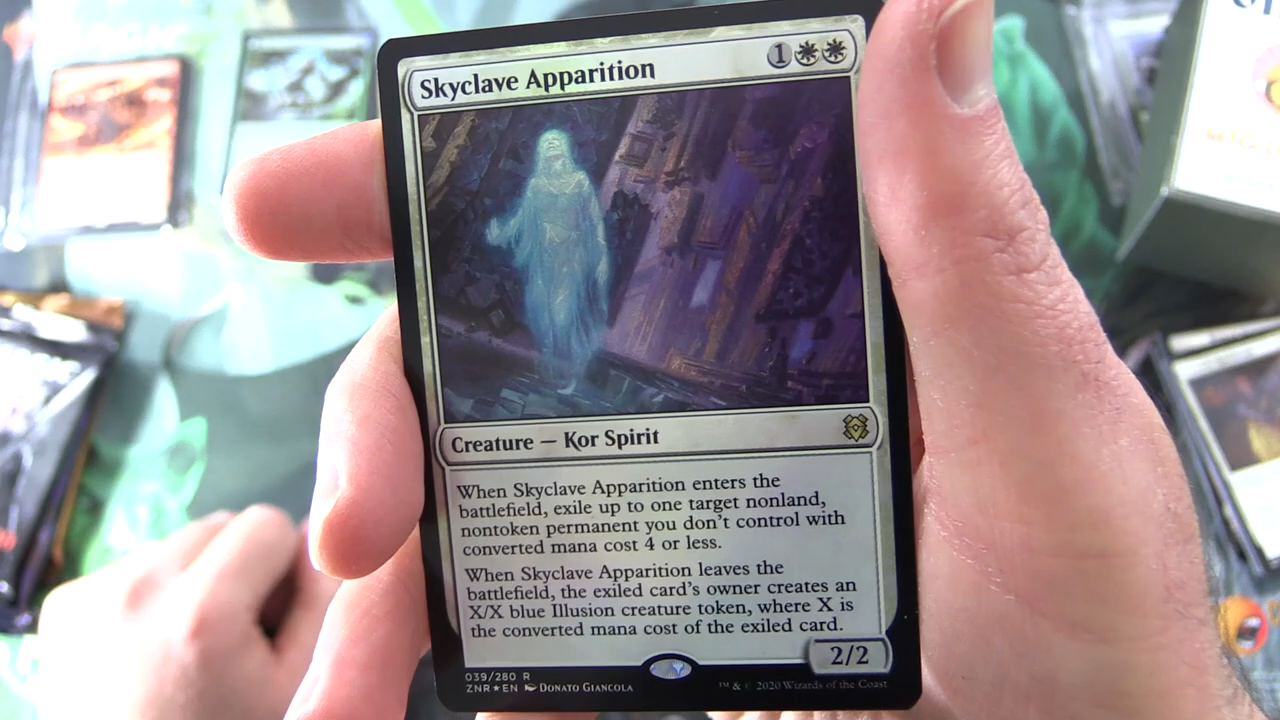 Skyclave Apparition 1
Creature — Kor Spirit
When Skyclave Apparition enters the
battlefield, exile up to one target nonland,
nontoken permanent you don't control with
converted mana cost 4 or less.
When Skyclave Apparition leaves the
battlefield, the exiled card's owner creates an
X/X blue Illusion creature token, where X is
the converted mana cost of the exiled card.
2/2
039/280 R
ZNR★EN Donato Giancola
™ & © 2020 Wizards of the Coast